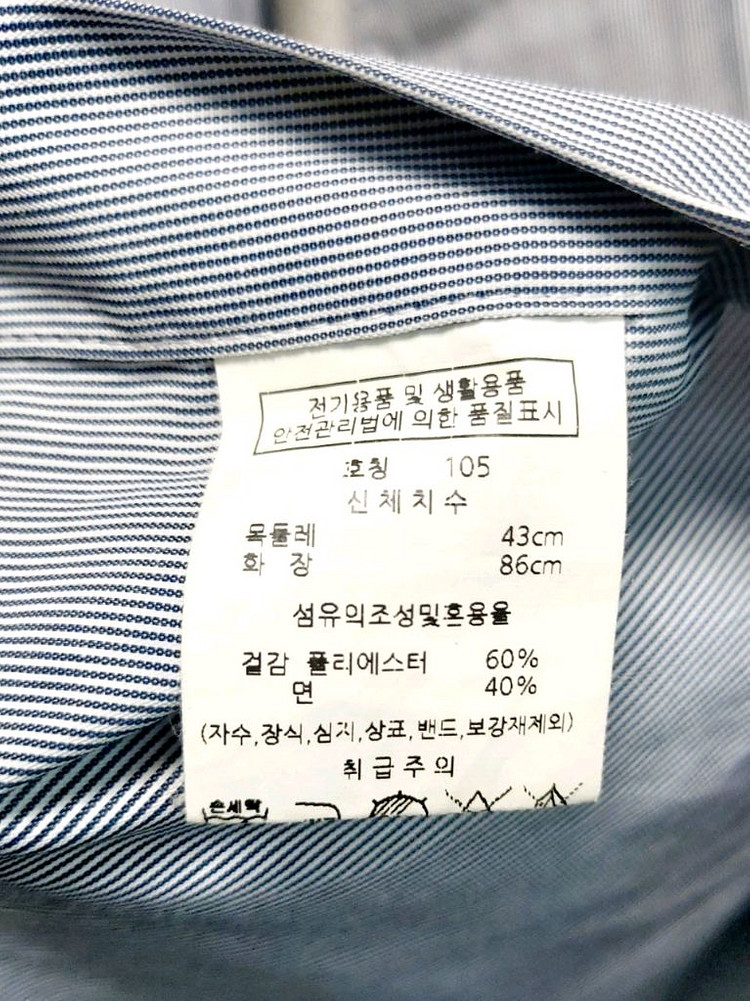 전기용품 및 생활용품
안전관리법에 의한 품질표시
호칭 105
신체치수
목둘레 43cm
화 장 86cm
섬유의조성및혼용율
겉감 폴리에스터 60%
면 40%
(자수,장식,심지,상표,밴드,보강재제외)
취급주의
손세탁